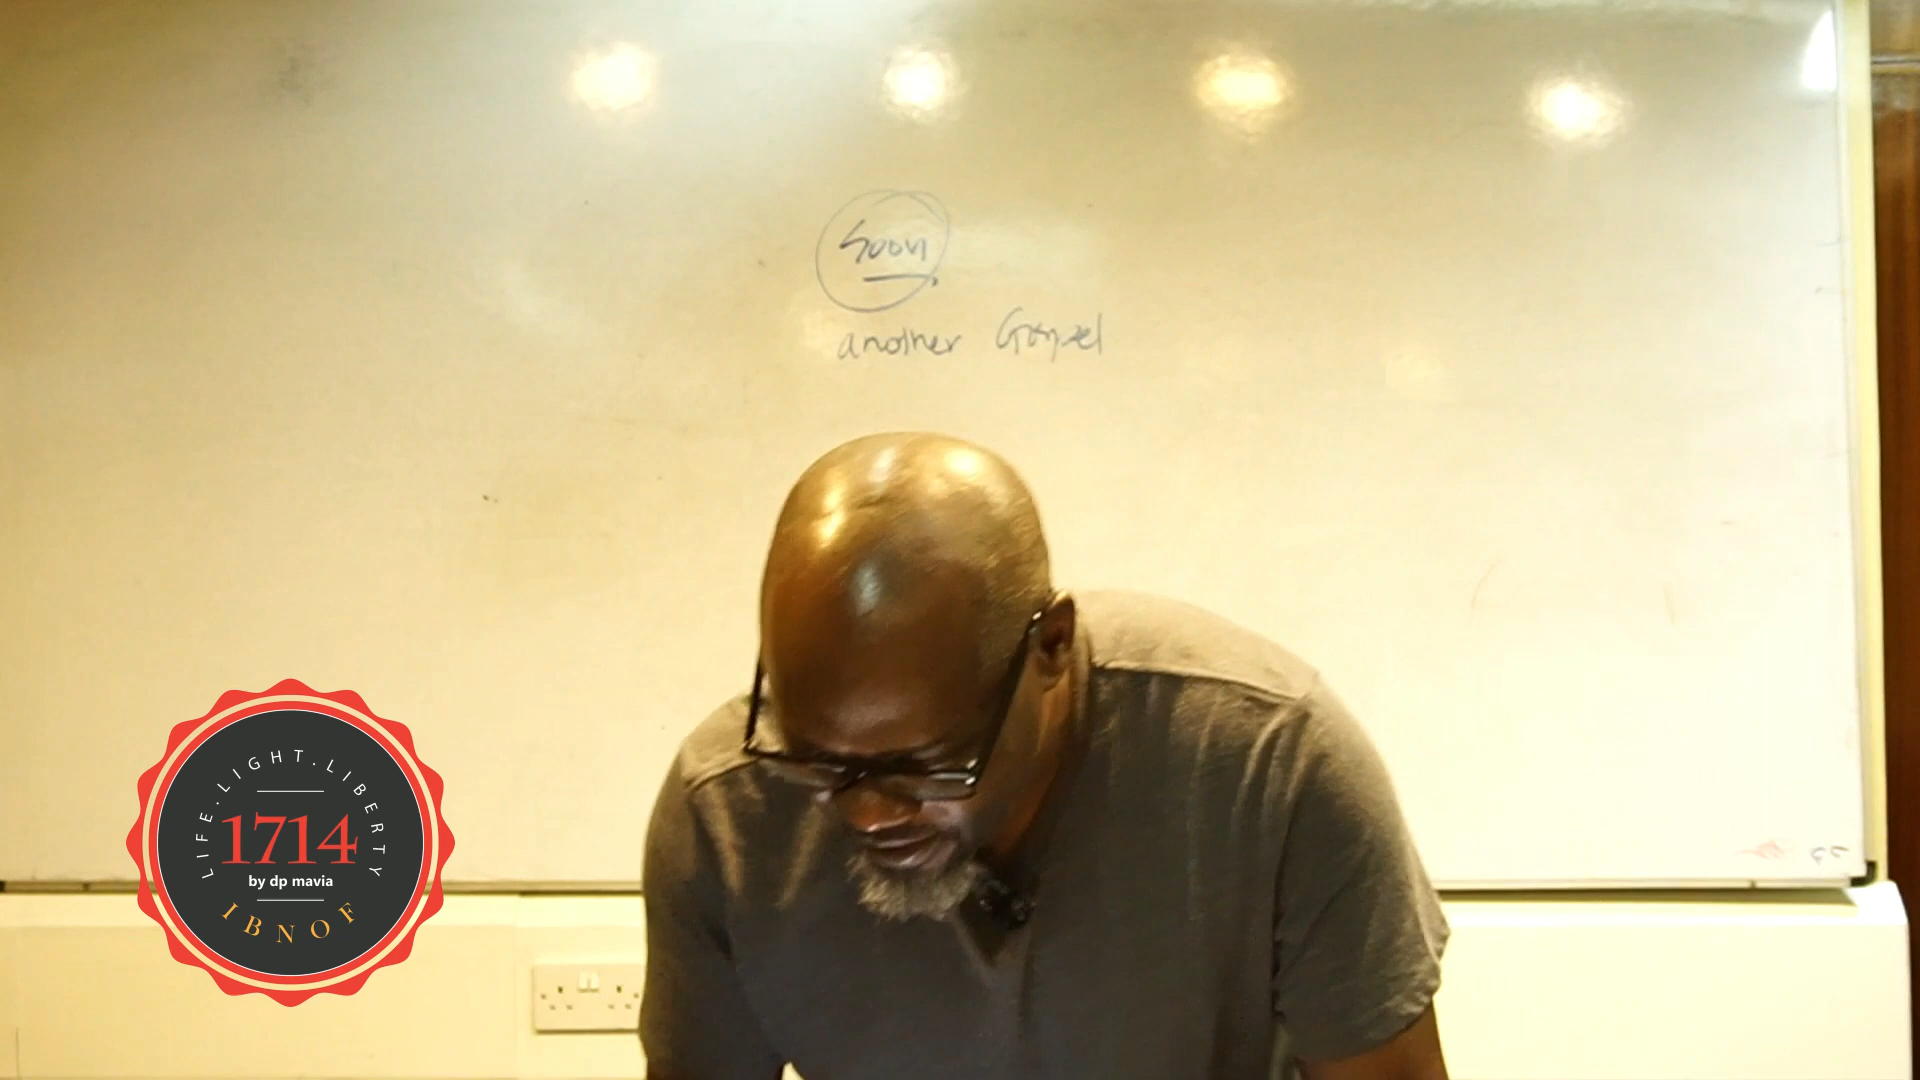 Soon
another Gospel
LIFE.LIGHT.LIBERTY
1714
by dp mavia
IBNOF